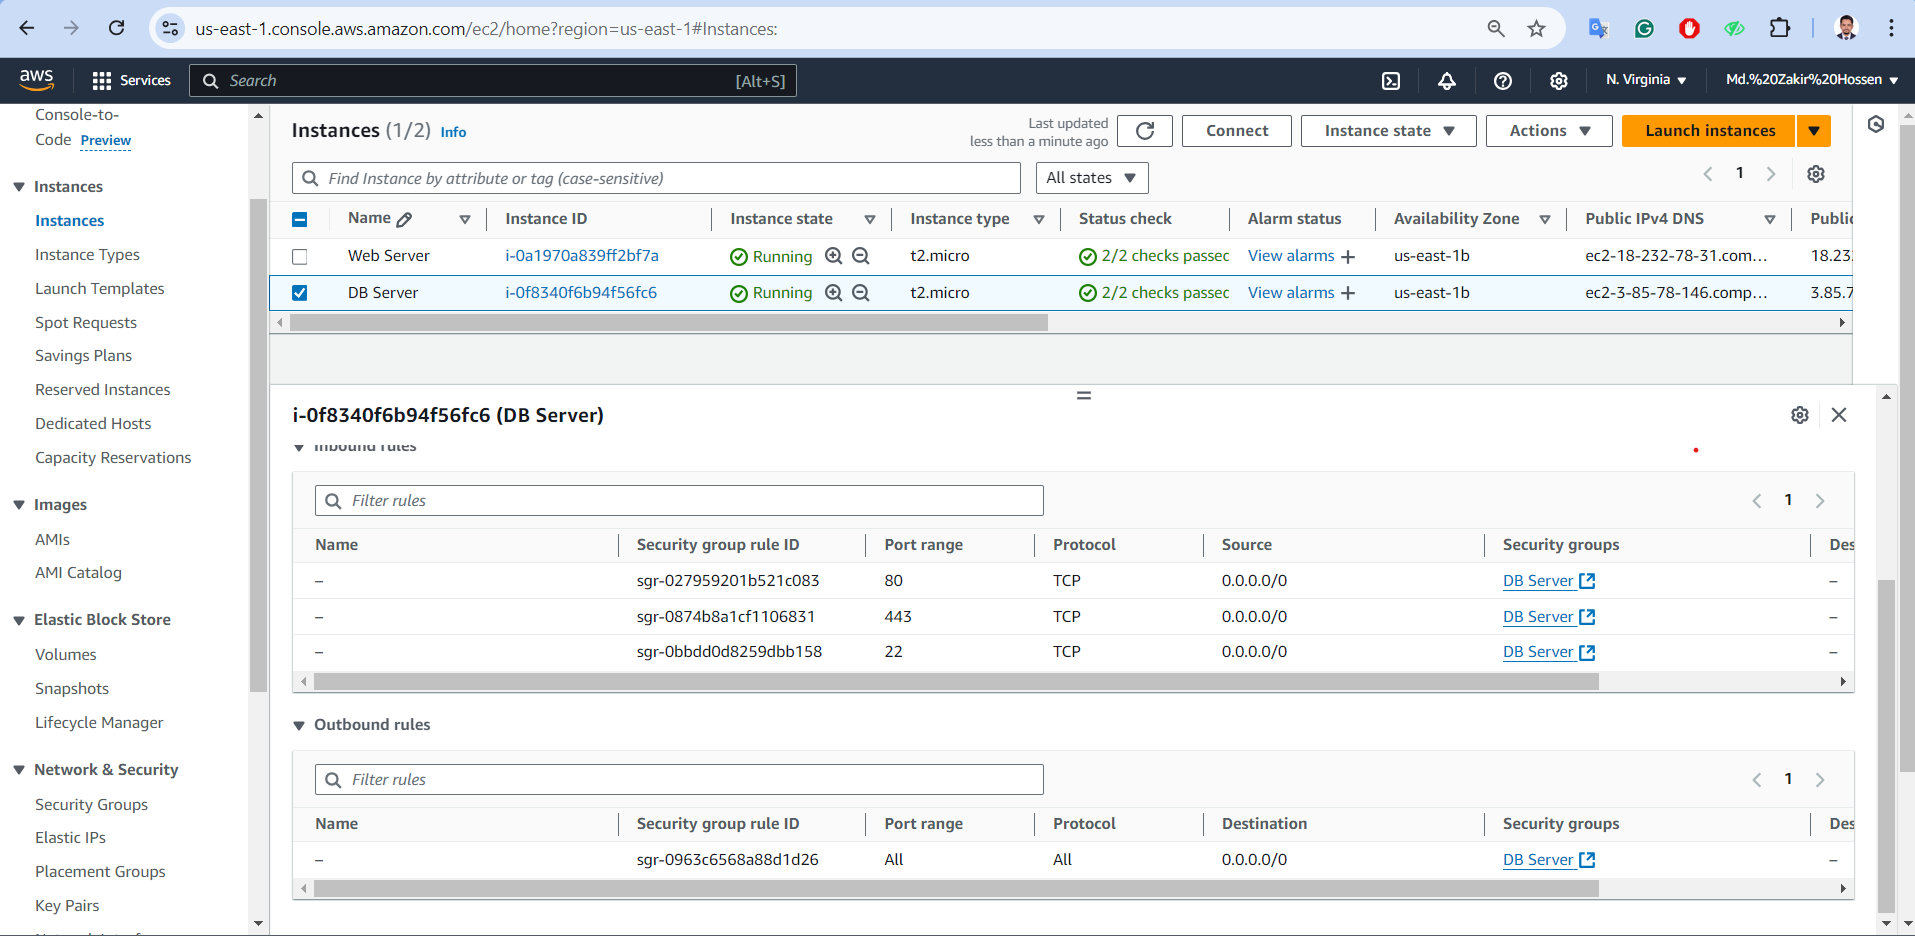 us-east-1.console.aws.amazon.com/ec2/home?region=us-east-1#Instances:
aws Services Search [Alt+S] N. Virginia Md.%20Zakir%20Hossen
Console-to-
Code Preview
Instances
Instances
Instance Types
Launch Templates
Spot Requests
Savings Plans
Reserved Instances
Dedicated Hosts
Capacity Reservations
Images
AMIs
AMI Catalog
Elastic Block Store
Volumes
Snapshots
Lifecycle Manager
Network & Security
Security Groups
Elastic IPs
Placement Groups
Key Pairs
Instances (1/2) Info
Last updated
less than a minute ago
Connect Instance state Actions Launch instances
Find Instance by attribute or tag (case-sensitive) All states 1
Name Instance ID Instance state Instance type Status check Alarm status Availability Zone Public IPv4 DNS Public
Web Server i-0a1970a839ff2bf7a Running t2.micro 2/2 checks passed View alarms + us-east-1b ec2-18-232-78-31.com... 18.23
DB Server i-0f8340f6b94f56fc6 Running t2.micro 2/2 checks passed View alarms + us-east-1b ec2-3-85-78-146.comp... 3.85.7
i-0f8340f6b94f56fc6 (DB Server)
Inbound rules
Filter rules 1
Name Security group rule ID Port range Protocol Source Security groups Des
– sgr-027959201b521c083 80 TCP 0.0.0.0/0 DB Server –
– sgr-0874b8a1cf1106831 443 TCP 0.0.0.0/0 DB Server –
– sgr-0bbdd0d8259dbb158 22 TCP 0.0.0.0/0 DB Server –
Outbound rules
Filter rules 1
Name Security group rule ID Port range Protocol Destination Security groups Des
– sgr-0963c6568a88d1d26 All All 0.0.0.0/0 DB Server –